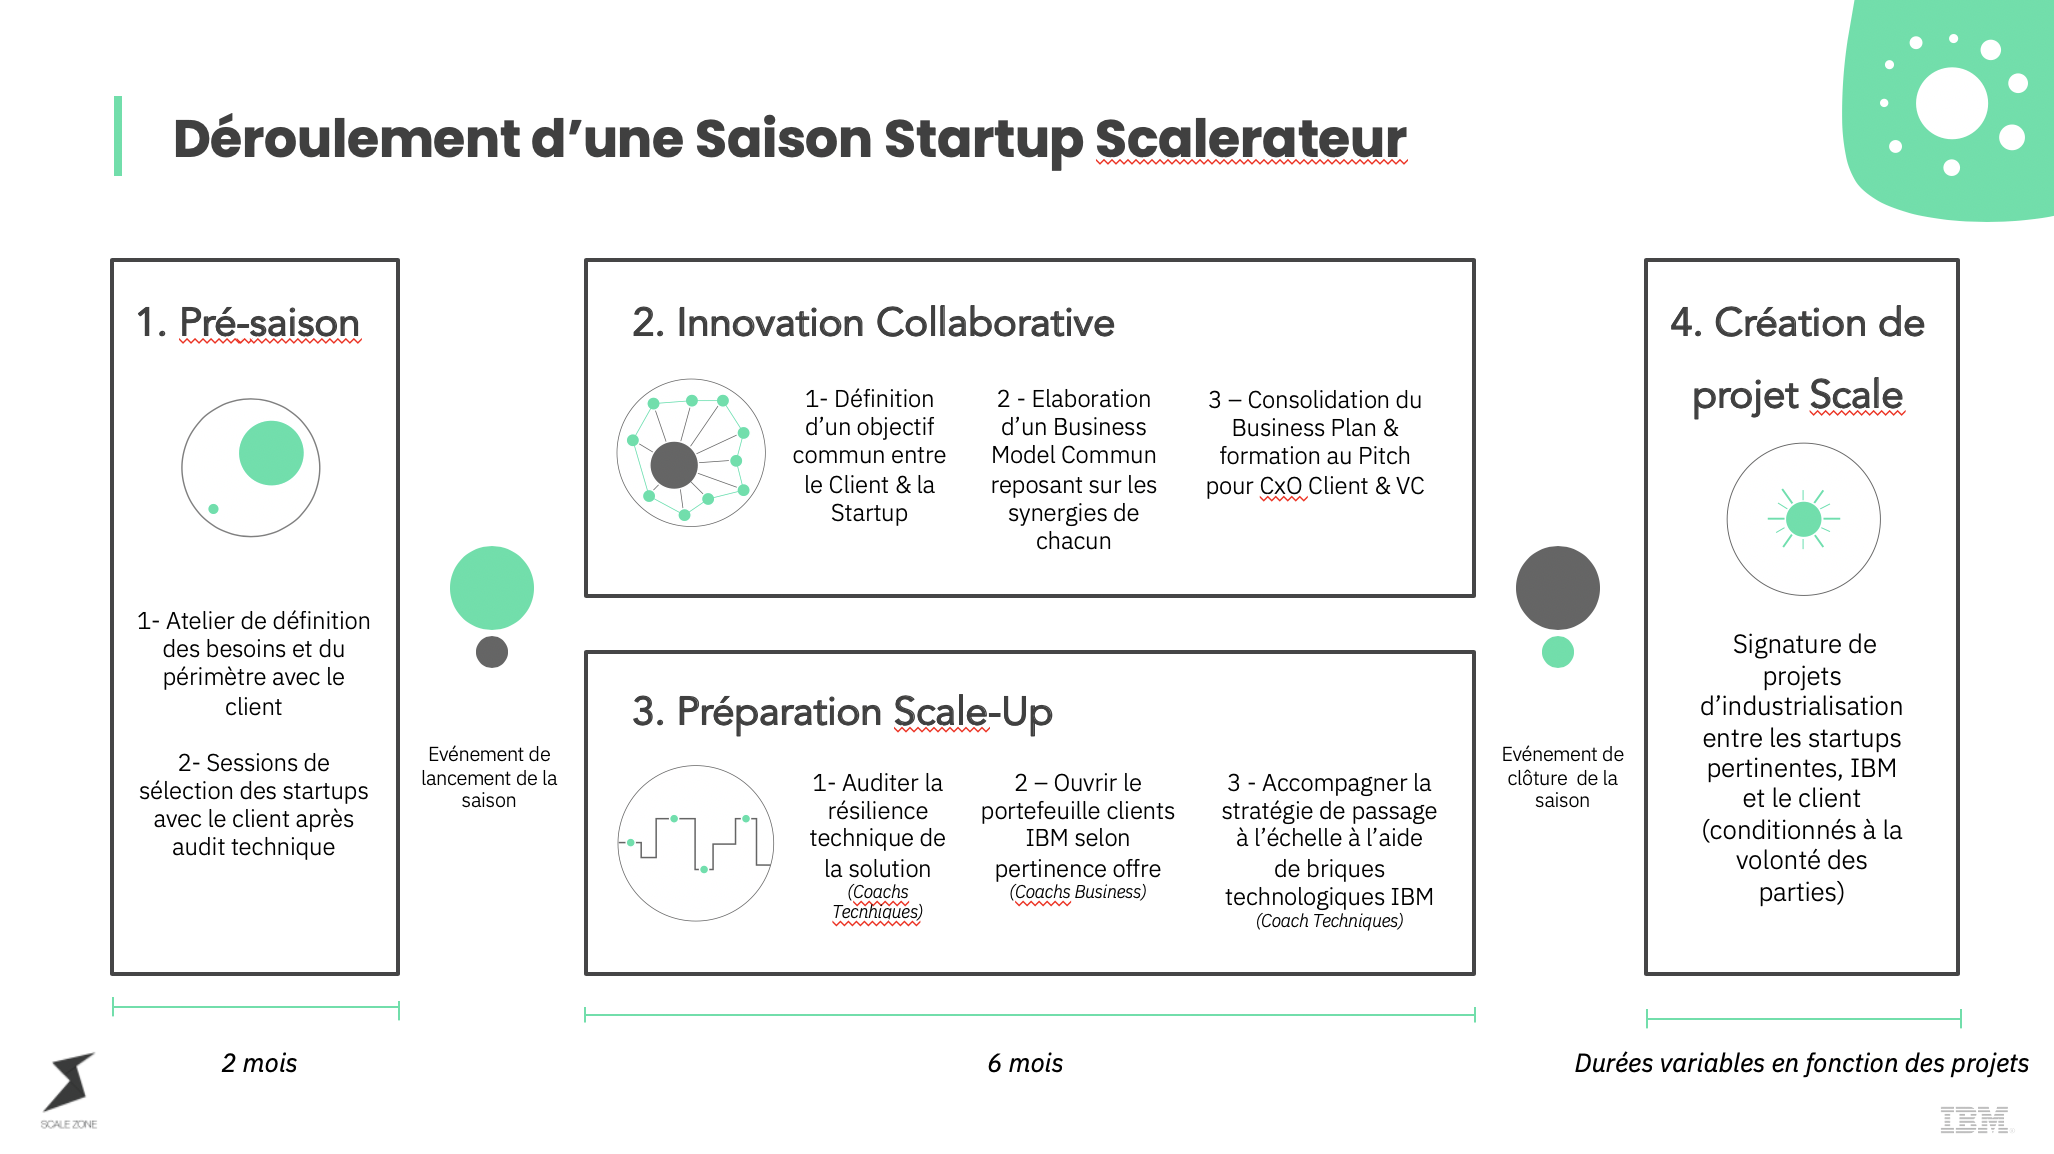 Déroulement d’une Saison Startup Scalerateur
1. Pré-saison
1- Atelier de définition
des besoins et du
périmètre avec le
client
2- Sessions de
sélection des startups
avec le client après
audit technique
2 mois
Evénement de
lancement de la
saison
2. Innovation Collaborative
1- Définition
d’un objectif
commun entre
le Client & la
Startup
2 - Elaboration
d’un Business
Model Commun
reposant sur les
synergies de
chacun
3 – Consolidation du
Business Plan &
formation au Pitch
pour CxO Client & VC
3. Préparation Scale-Up
1- Auditer la
résilience
technique de
la solution
(Coachs
Tecnhiques)
2 – Ouvrir le
portefeuille clients
IBM selon
pertinence offre
(Coachs Business)
3 - Accompagner la
stratégie de passage
à l’échelle à l’aide
de briques
technologiques IBM
(Coach Techniques)
6 mois
Evénement de
clôture  de la
saison
4. Création de
projet Scale
Signature de
projets
d’industrialisation
entre les startups
pertinentes, IBM
et le client
(conditionnés à la
volonté des
parties)
Durées variables en fonction des projets
SCALE ZONE
IBM